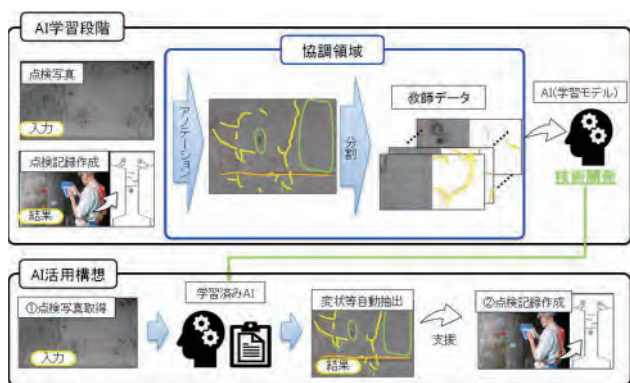 AI学習段階
協調領域
点検写真
入力
アノテーション
分割
教師データ
AI(学習モデル)
点検記録作成
結果
技術開発
AI活用構想
①点検写真取得
入力
学習済みAI
変状等自動抽出
結果
支援
②点検記録作成